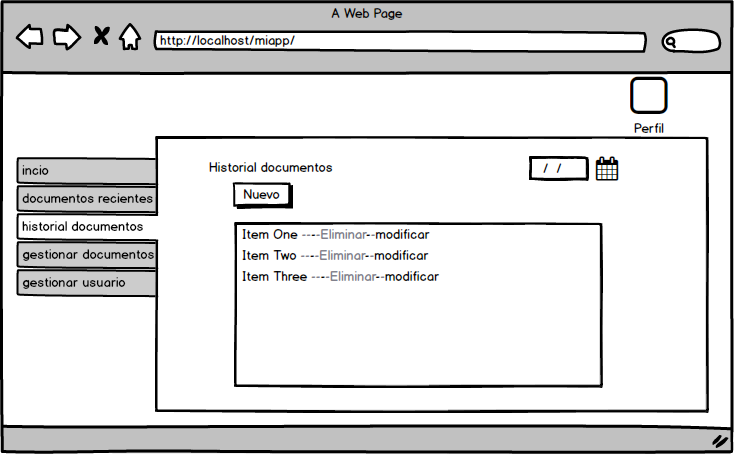 A Web Page
http://localhost/miapp/
Perfil
incio
documentos recientes
historial documentos
gestionar documentos
gestionar usuario
Historial documentos
/ /
Nuevo
Item One -----Eliminar--modificar
Item Two -----Eliminar--modificar
Item Three -----Eliminar--modificar